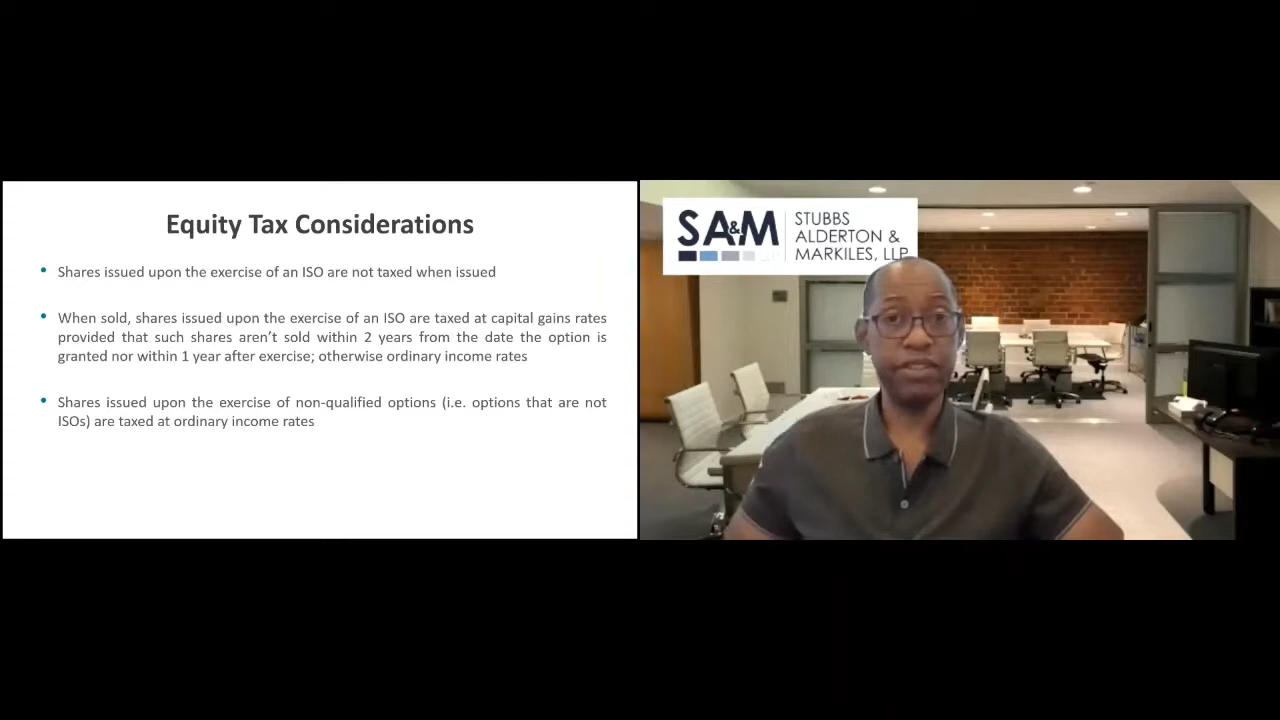 Equity Tax Considerations
• Shares issued upon the exercise of an ISO are not taxed when issued
• When sold, shares issued upon the exercise of an ISO are taxed at capital gains rates
provided that such shares aren’t sold within 2 years from the date the option is
granted nor within 1 year after exercise; otherwise ordinary income rates
• Shares issued upon the exercise of non-qualified options (i.e. options that are not
ISOs) are taxed at ordinary income rates
SA&M
STUBBS
ALDERTON &
MARKILES, LLP